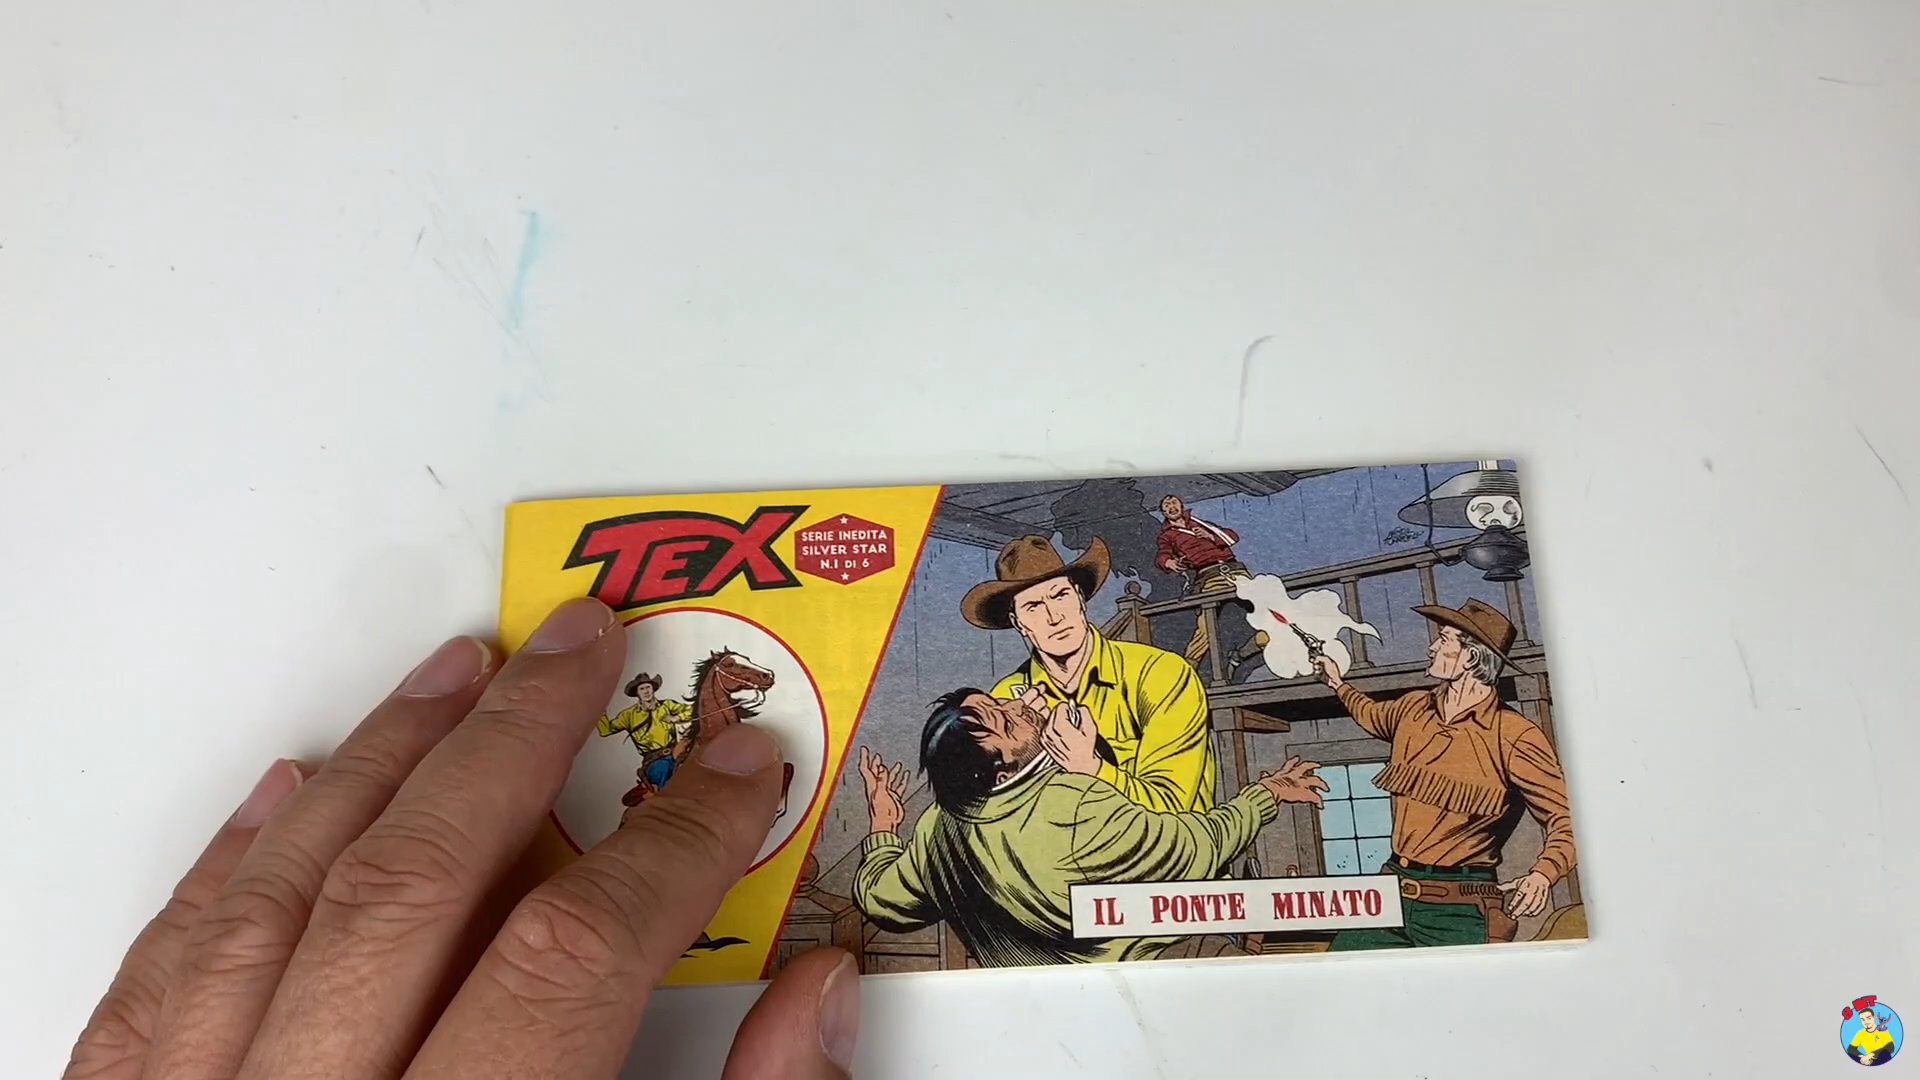 TEX
SERIE INEDITA
SILVER STAR
N.1 DI 6
IL PONTE MINATO